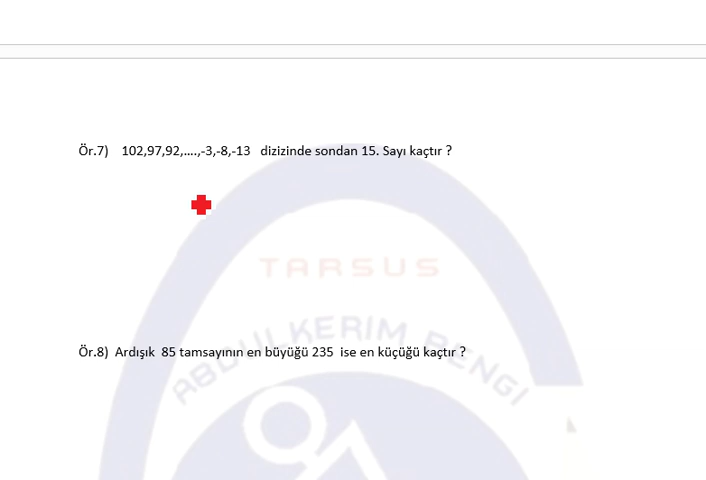 Ör.7) 102,97,92,....,-3,-8,-13 dizizinde sondan 15. Sayı kaçtır ?
TARSUS
ABDULKERİM BENGİ
Ör.8) Ardışık 85 tamsayının en büyüğü 235 ise en küçüğü kaçtır ?